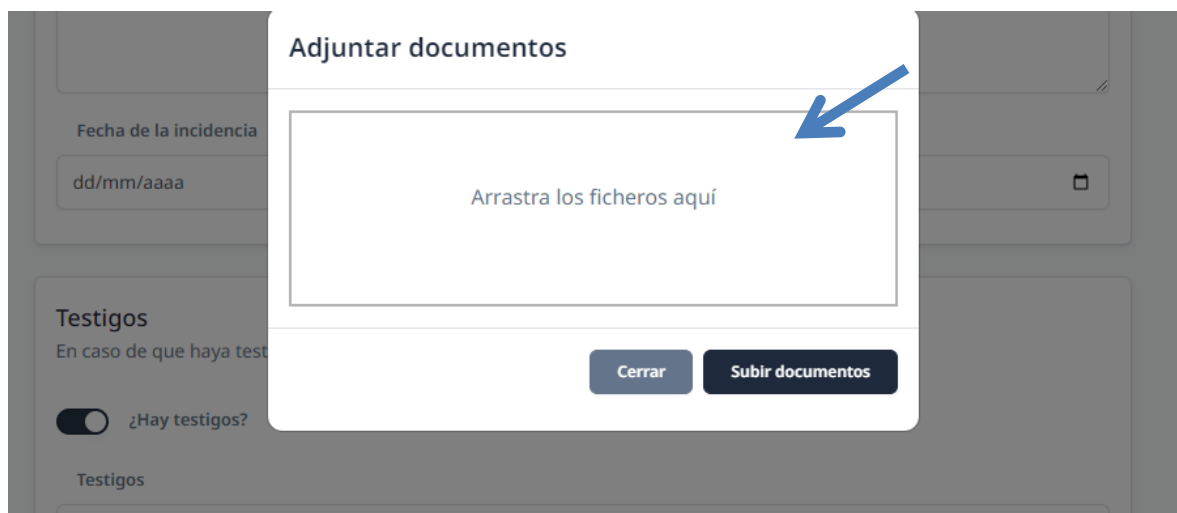 Adjuntar documentos
Fecha de la incidencia
dd/mm/aaaa
Arrastra los ficheros aquí
Testigos
En caso de que haya test
Cerrar
Subir documentos
¿Hay testigos?
Testigos